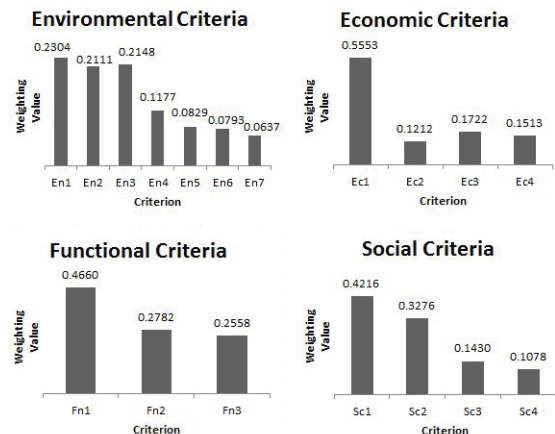 Environmental Criteria
0.2304
0.2111
0.2148
0.1177
0.0829
0.0793
0.0637
Weighting
Value
En1 En2 En3 En4 En5 En6 En7
Criterion
Economic Criteria
0.5553
0.1212
0.1722
0.1513
Weighting
Value
Ec1 Ec2 Ec3 Ec4
Criterion
Functional Criteria
0.4660
0.2782
0.2558
Weighting
Value
Fn1 Fn2 Fn3
Criterion
Social Criteria
0.4216
0.3276
0.1430
0.1078
Weighting
Value
Sc1 Sc2 Sc3 Sc4
Criterion